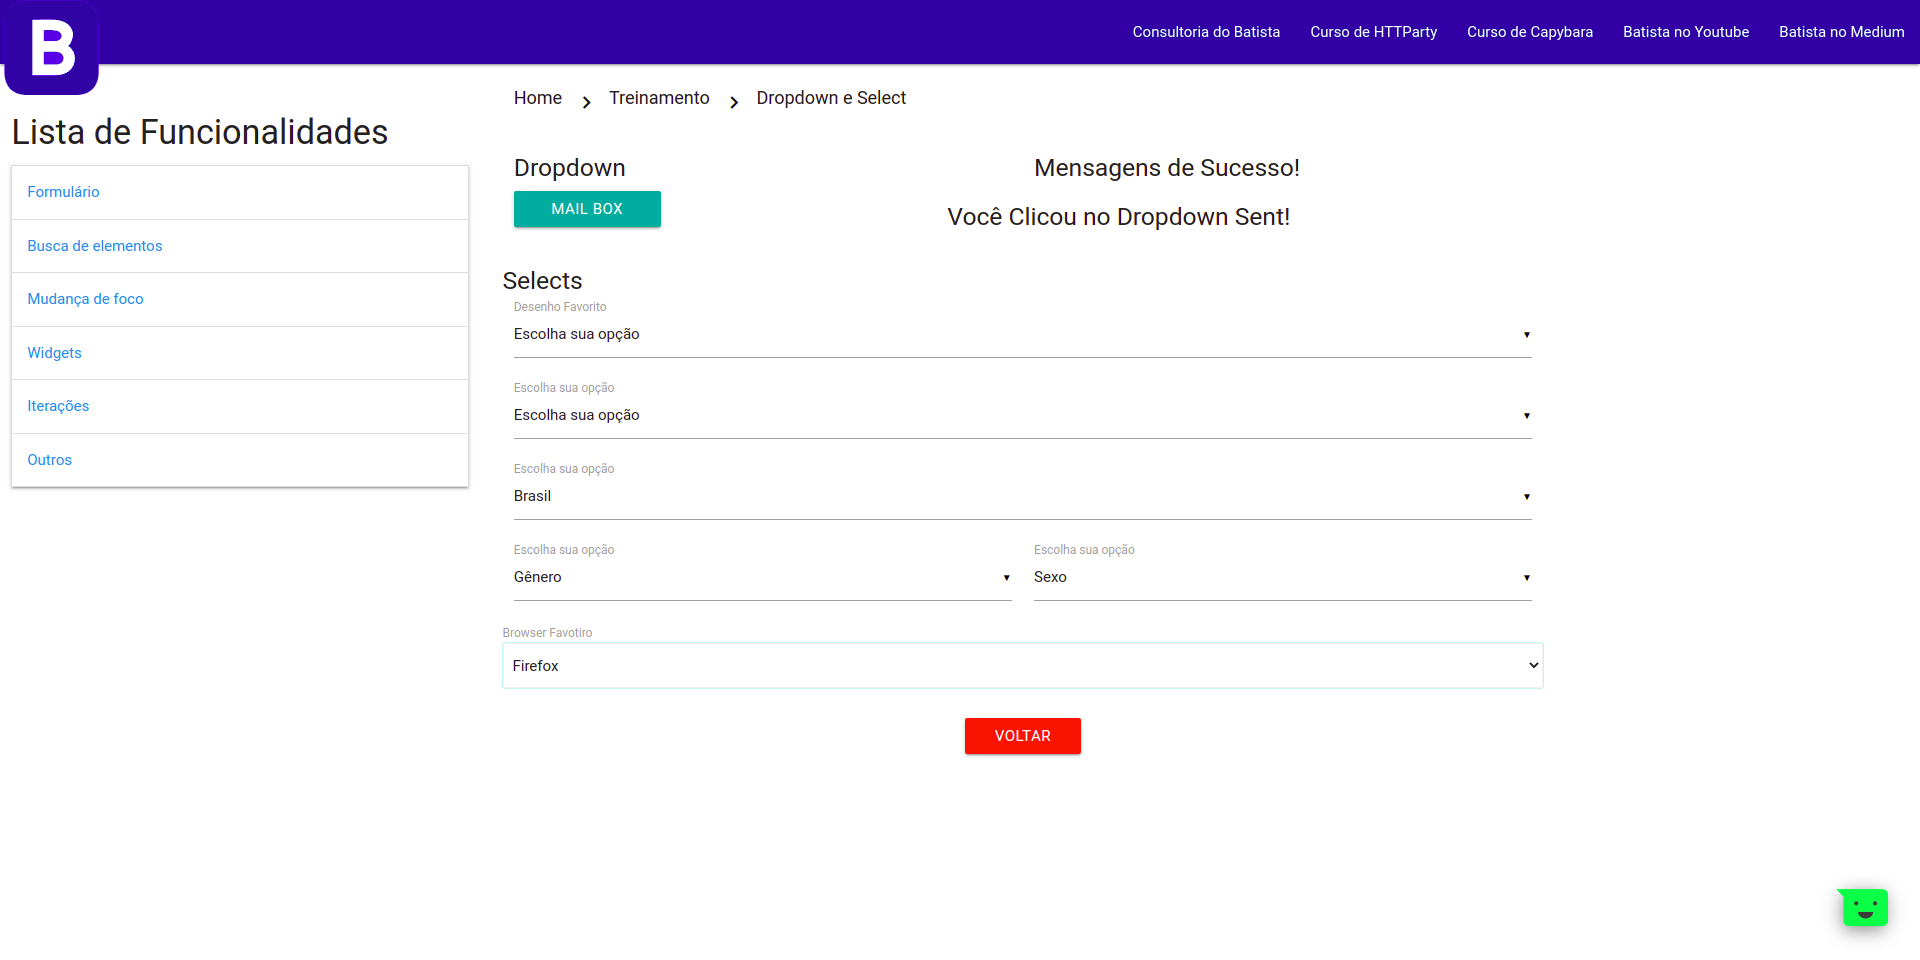 B
Consultoria do Batista
Curso de HTTParty
Curso de Capybara
Batista no Youtube
Batista no Medium
Home
Treinamento
Dropdown e Select
Lista de Funcionalidades
Formulário
Busca de elementos
Mudança de foco
Widgets
Iterações
Outros
Dropdown
MAIL BOX
Mensagens de Sucesso!
Você Clicou no Dropdown Sent!
Selects
Desenho Favorito
Escolha sua opção
Escolha sua opção
Escolha sua opção
Escolha sua opção
Brasil
Escolha sua opção
Gênero
Escolha sua opção
Sexo
Browser Favotiro
Firefox
VOLTAR